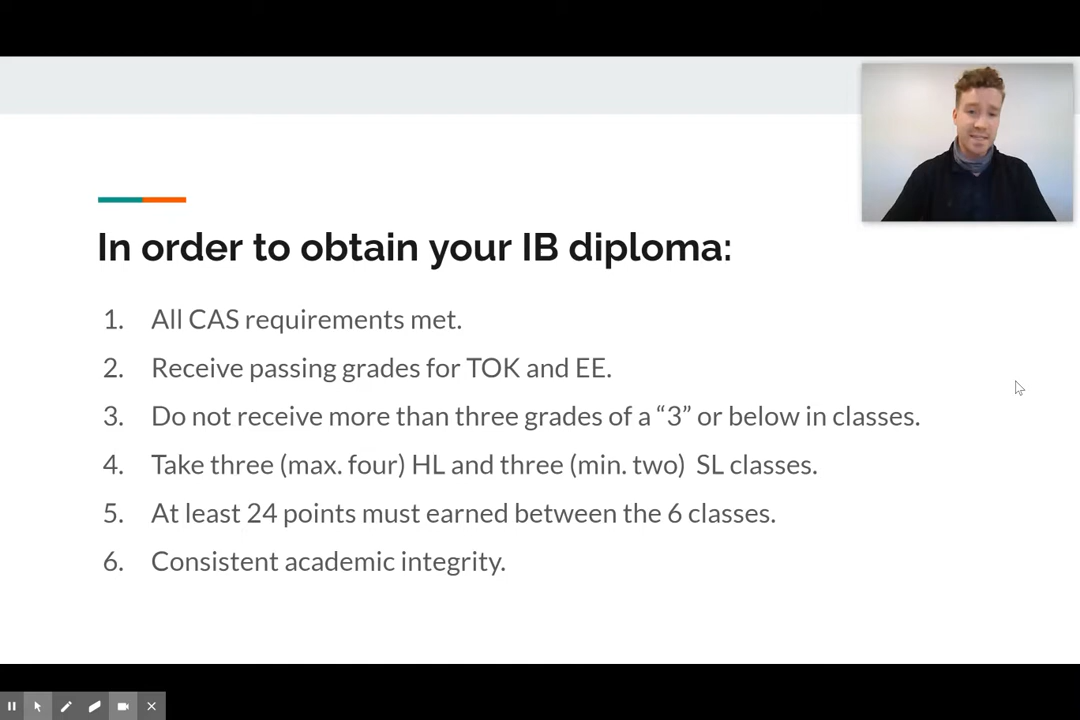 In order to obtain your IB diploma:
1. All CAS requirements met.
2. Receive passing grades for TOK and EE.
3. Do not receive more than three grades of a “3” or below in classes.
4. Take three (max. four) HL and three (min. two) SL classes.
5. At least 24 points must earned between the 6 classes.
6. Consistent academic integrity.